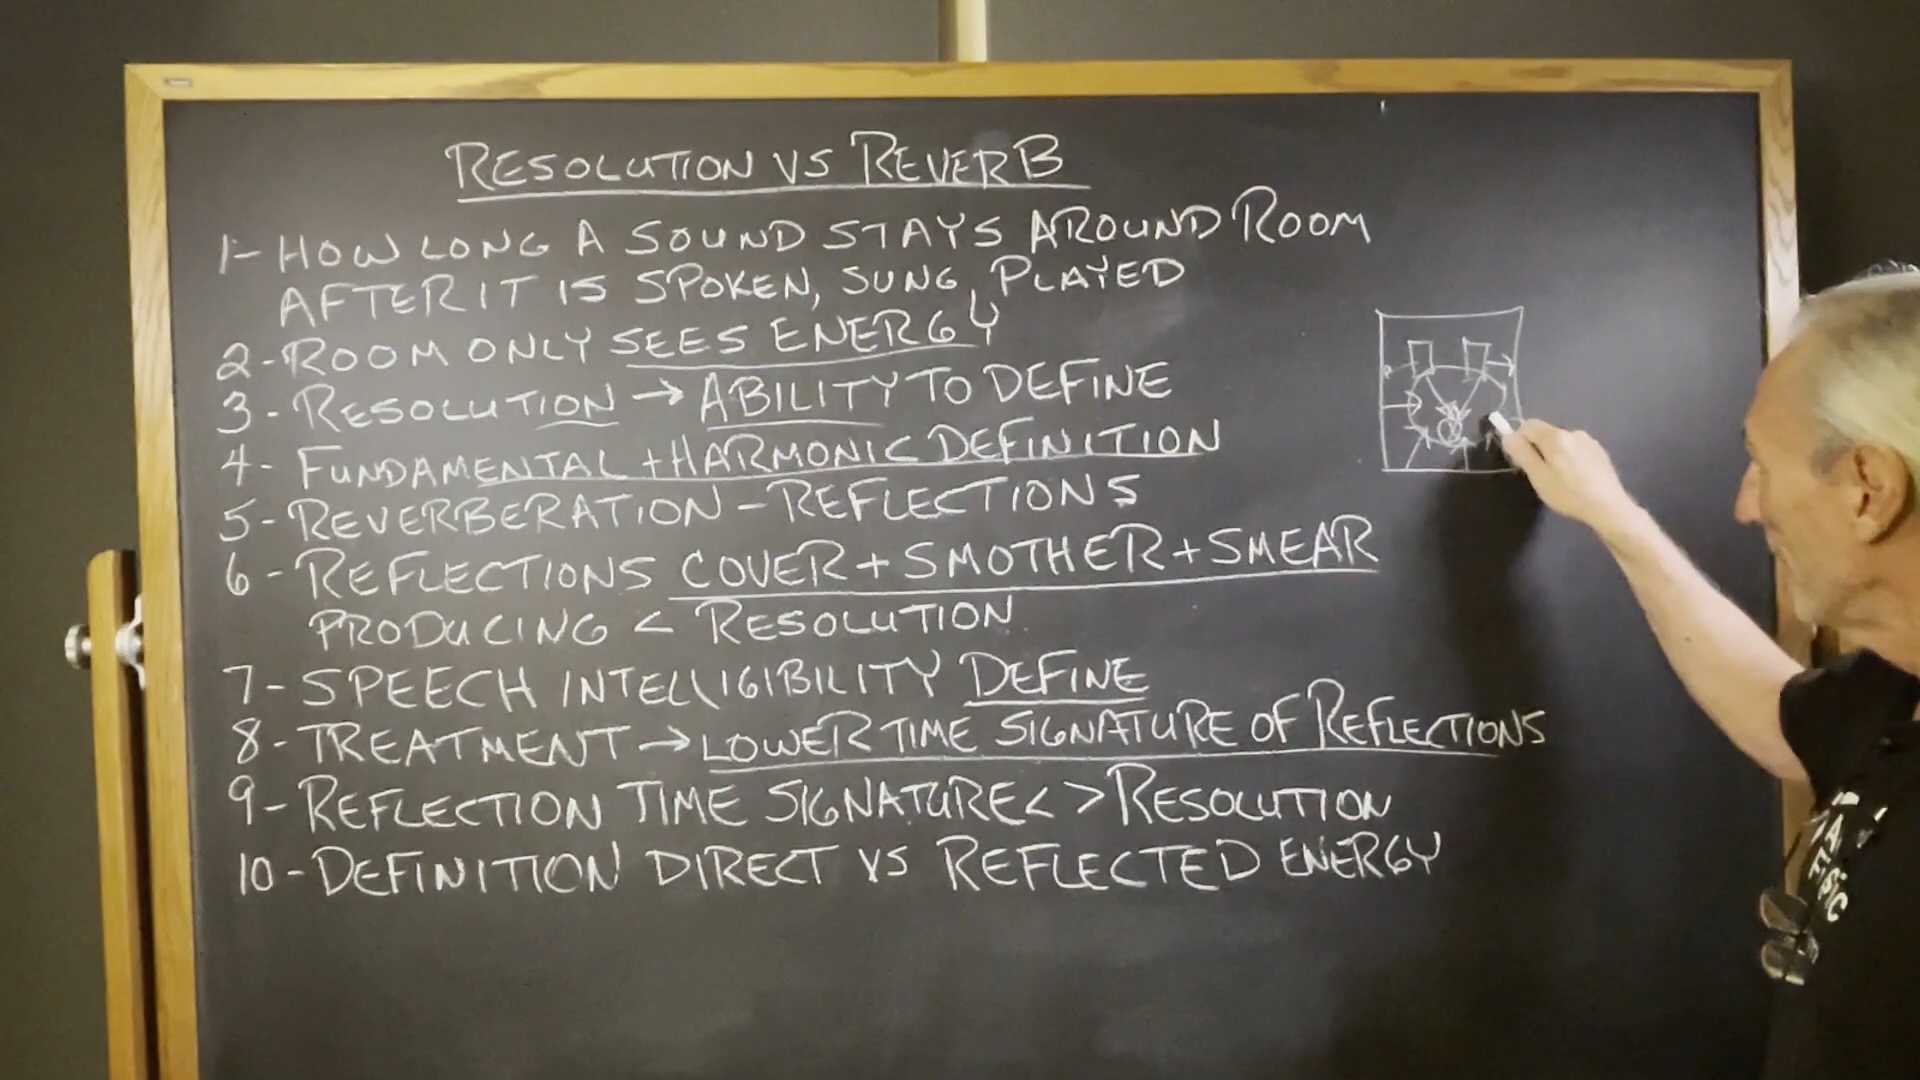 RESOLUTION VS REVERB
1- HOW LONG A SOUND STAYS AROUND ROOM
AFTER IT IS SPOKEN, SUNG, PLAYED
2- ROOM ONLY SEES ENERGY
3- RESOLUTION → ABILITY TO DEFINE
4- FUNDAMENTAL + HARMONIC DEFINITION
5- REVERBERATION - REFLECTIONS
6- REFLECTIONS COVER + SMOTHER + SMEAR
PRODUCING < RESOLUTION
7- SPEECH INTELLIGIBILITY DEFINE
8- TREATMENT → LOWER TIME SIGNATURE OF REFLECTIONS
9- REFLECTION TIME SIGNATURE < > RESOLUTION
10- DEFINITION DIRECT VS REFLECTED ENERGY